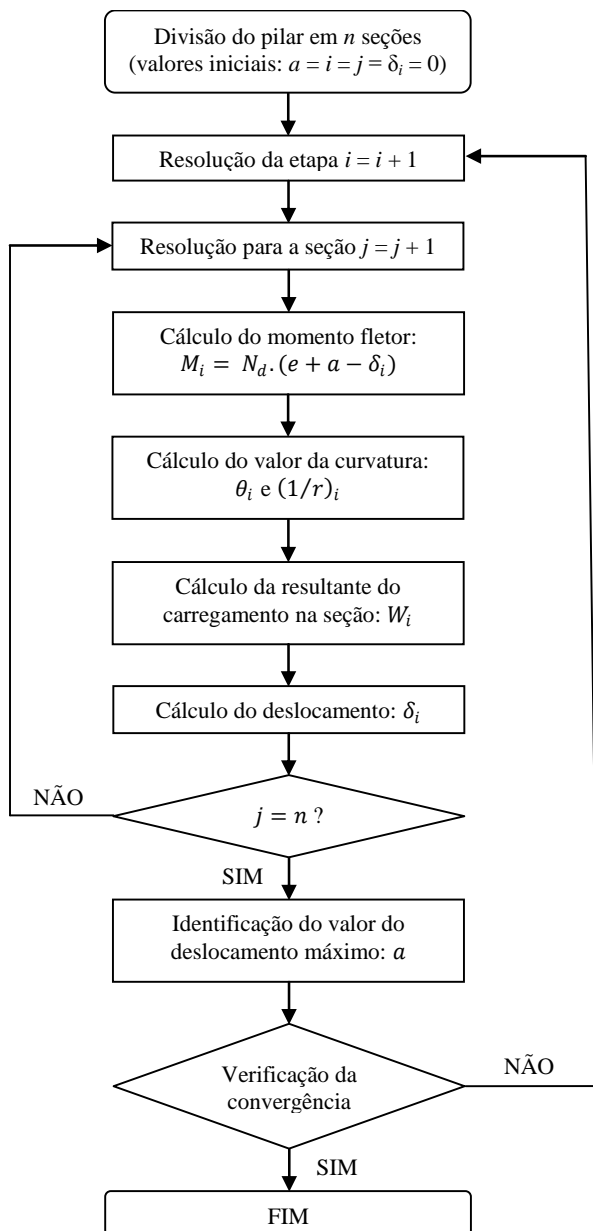 Divisão do pilar em n seções
(valores iniciais: a = i = j = δᵢ = 0)
Resolução da etapa i = i + 1
Resolução para a seção j = j + 1
Cálculo do momento fletor:
Mᵢ = N_d.(e + a − δᵢ)
Cálculo do valor da curvatura:
θᵢ e (1/r)ᵢ
Cálculo da resultante do
carregamento na seção: Wᵢ
Cálculo do deslocamento: δᵢ
NÃO
j = n ?
SIM
Identificação do valor do
deslocamento máximo: a
NÃO
Verificação da
convergência
SIM
FIM